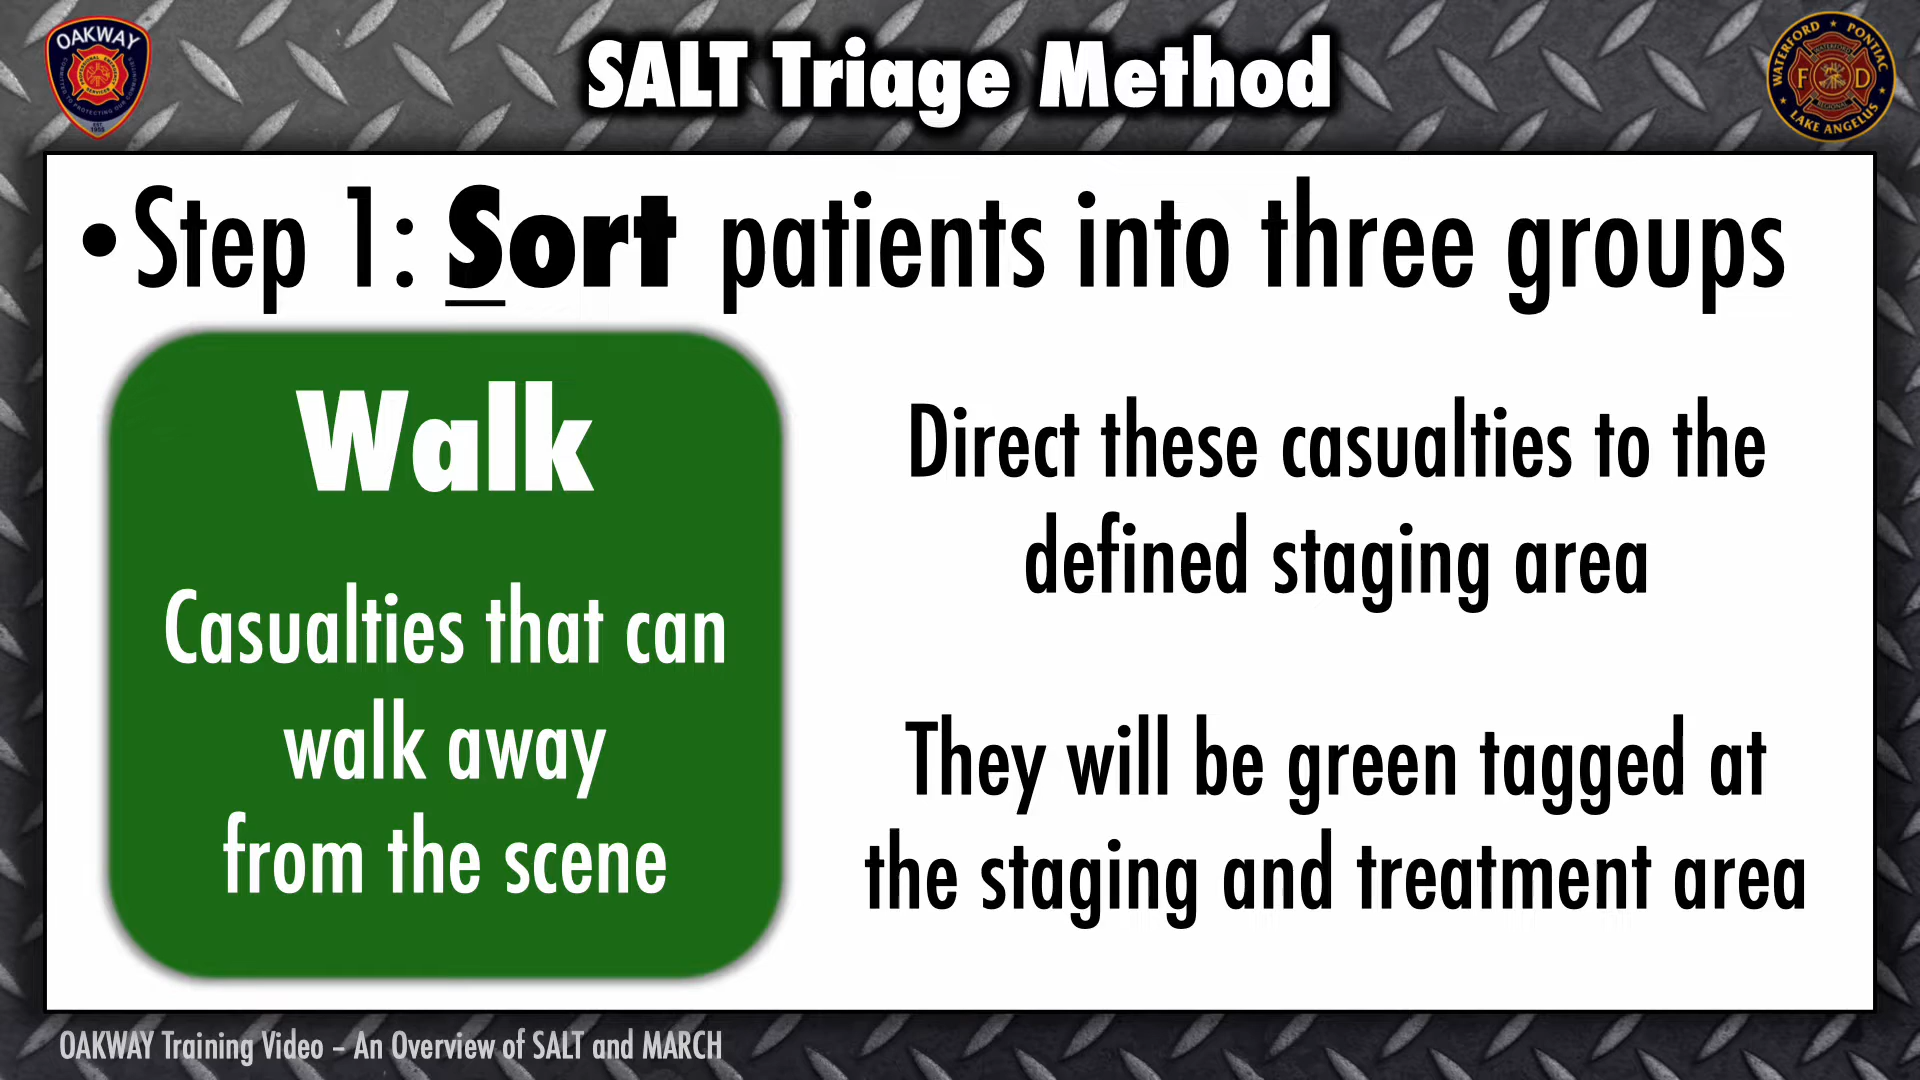 OAKWAY
SALT Triage Method
WATERFORD PONTIAC
F D
LAKE ANGELUS
•Step 1: Sort patients into three groups
Walk
Casualties that can
walk away
from the scene
Direct these casualties to the
defined staging area
They will be green tagged at
the staging and treatment area
OAKWAY Training Video – An Overview of SALT and MARCH